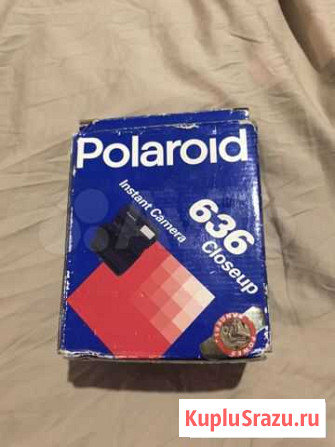 Polaroid
Instant Camera
636
Closeup
KupluSrazu.ru